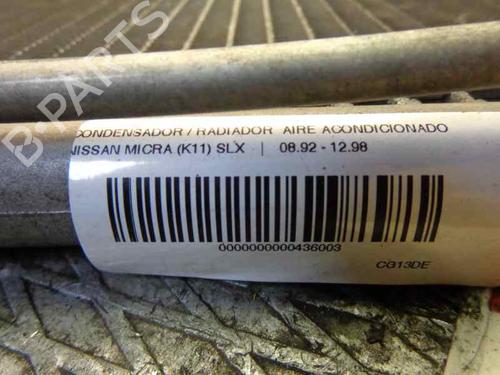 B-PARTS
CONDENSADOR / RADIADOR AIRE ACONDICIONADO
NISSAN MICRA (K11) SLX | 08.92 - 12.98
0000000000436003
CG13DE